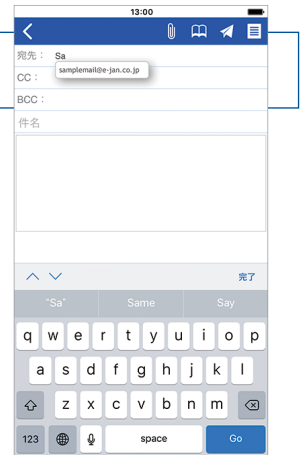 13:00
宛先： Sa
samplemail@e-jan.co.jp
CC：
BCC：
件名
完了
"Sa" Same Say
q w e r t y u i o p
a s d f g h j k l
z x c v b n m
123 space Go